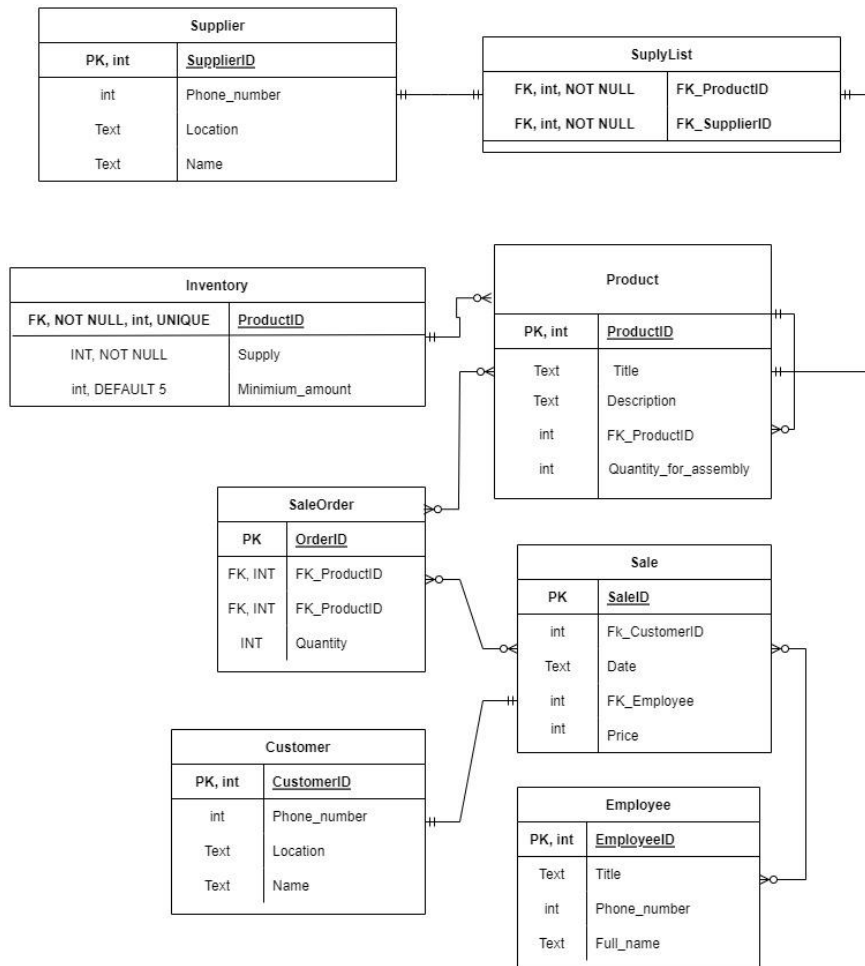 Supplier
PK, int SupplierID
int Phone_number
Text Location
Text Name
SuplyList
FK, int, NOT NULL FK_ProductID
FK, int, NOT NULL FK_SupplierID
Inventory
FK, NOT NULL, int, UNIQUE ProductID
INT, NOT NULL Supply
int, DEFAULT 5 Minimium_amount
Product
PK, int ProductID
Text Title
Text Description
int FK_ProductID
int Quantity_for_assembly
SaleOrder
PK OrderID
FK, INT FK_ProductID
FK, INT FK_ProductID
INT Quantity
Sale
PK SaleID
int Fk_CustomerID
Text Date
int FK_Employee
int Price
Customer
PK, int CustomerID
int Phone_number
Text Location
Text Name
Employee
PK, int EmployeeID
Text Title
int Phone_number
Text Full_name